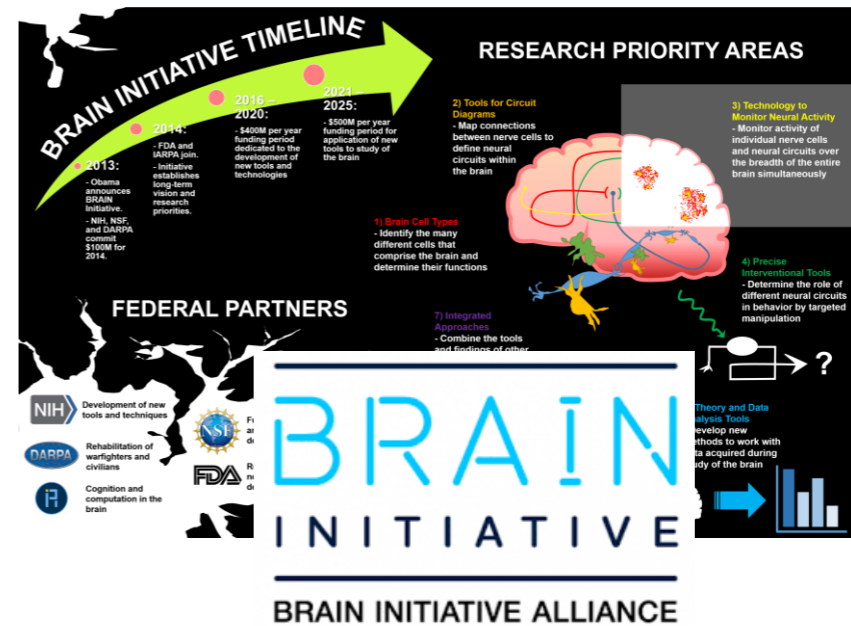 BRAIN INITIATIVE TIMELINE
2013:
- Obama
announces
BRAIN
Initiative.
- NIH, NSF,
and DARPA
commit
$100M for
2014.
2014:
- FDA and
IARPA join.
- Initiative
establishes
long-term
vision and
research
priorities.
2016 –
2020:
- $400M per year
funding period
dedicated to the
development of
new tools and
technologies
2021 –
2025:
- $500M per year
funding period for
application of new
tools to study of
the brain
RESEARCH PRIORITY AREAS
1) Brain Cell Types
- Identify the many
different cells that
comprise the brain and
determine their functions
2) Tools for Circuit
Diagrams
- Map connections
between nerve cells to
define neural
circuits within
the brain
3) Technology to
Monitor Neural Activity
- Monitor activity of
individual nerve cells
and neural circuits over
the breadth of the entire
brain simultaneously
4) Precise
Interventional Tools
- Determine the role of
different neural circuits
in behavior by targeted
manipulation
?
Theory and Data
Tools
new
to work with
acquired during
of the brain
7) Integrated
Approaches
- Combine the tools
and findings of other
FEDERAL PARTNERS
NIH
Development of new
tools and techniques
DARPA
Rehabilitation of
warfighters and
civilians
Cognition and
computation in the
brain
NSF
FDA
BRAIN
INITIATIVE
BRAIN INITIATIVE ALLIANCE